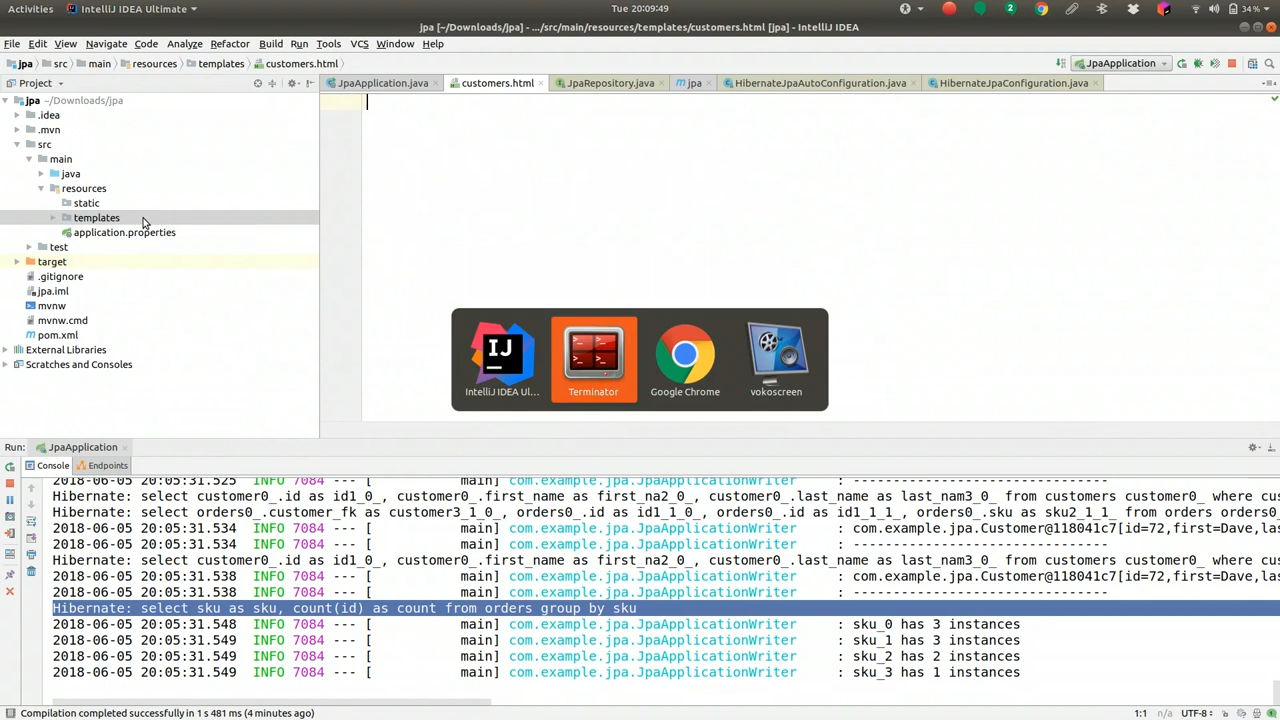 Activities IntelliJ IDEA Ultimate Tue 20:09:49 2 34%
jpa [~/Downloads/jpa] - .../src/main/resources/templates/customers.html [jpa] - IntelliJ IDEA
File Edit View Navigate Code Analyze Refactor Build Run Tools VCS Window Help
jpa src main resources templates customers.html JpaApplication
Project JpaApplication.java customers.html JpaRepository.java jpa HibernateJpaAutoConfiguration.java HibernateJpaConfiguration.java
jpa ~/Downloads/jpa
.idea
.mvn
src
main
java
resources
static
templates
application.properties
test
target
.gitignore
jpa.iml
mvnw
mvnw.cmd
pom.xml
External Libraries
Scratches and Consoles
IJ
IntelliJ IDEA Ul... Terminator Google Chrome vokoscreen
Run: JpaApplication
Console Endpoints
2018-06-05 20:05:31.525 INFO 7084 --- [ main] com.example.jpa.JpaApplicationWriter : --------------------------------
Hibernate: select customer0_.id as id1_0_, customer0_.first_name as first_na2_0_, customer0_.last_name as last_nam3_0_ from customers customer0_ where cu
Hibernate: select orders0_.customer_fk as customer3_1_0_, orders0_.id as id1_1_0_, orders0_.id as id1_1_1_, orders0_.sku as sku2_1_1_ from orders orders0
2018-06-05 20:05:31.534 INFO 7084 --- [ main] com.example.jpa.JpaApplicationWriter : com.example.jpa.Customer@118041c7[id=72,first=Dave,las
2018-06-05 20:05:31.534 INFO 7084 --- [ main] com.example.jpa.JpaApplicationWriter : --------------------------------
Hibernate: select customer0_.id as id1_0_, customer0_.first_name as first_na2_0_, customer0_.last_name as last_nam3_0_ from customers customer0_ where cu
2018-06-05 20:05:31.538 INFO 7084 --- [ main] com.example.jpa.JpaApplicationWriter : com.example.jpa.Customer@118041c7[id=72,first=Dave,las
2018-06-05 20:05:31.538 INFO 7084 --- [ main] com.example.jpa.JpaApplicationWriter : --------------------------------
Hibernate: select sku as sku, count(id) as count from orders group by sku
2018-06-05 20:05:31.548 INFO 7084 --- [ main] com.example.jpa.JpaApplicationWriter : sku_0 has 3 instances
2018-06-05 20:05:31.549 INFO 7084 --- [ main] com.example.jpa.JpaApplicationWriter : sku_1 has 3 instances
2018-06-05 20:05:31.549 INFO 7084 --- [ main] com.example.jpa.JpaApplicationWriter : sku_2 has 2 instances
2018-06-05 20:05:31.549 INFO 7084 --- [ main] com.example.jpa.JpaApplicationWriter : sku_3 has 1 instances
Compilation completed successfully in 1 s 481 ms (4 minutes ago) 1:1 n/a UTF-8